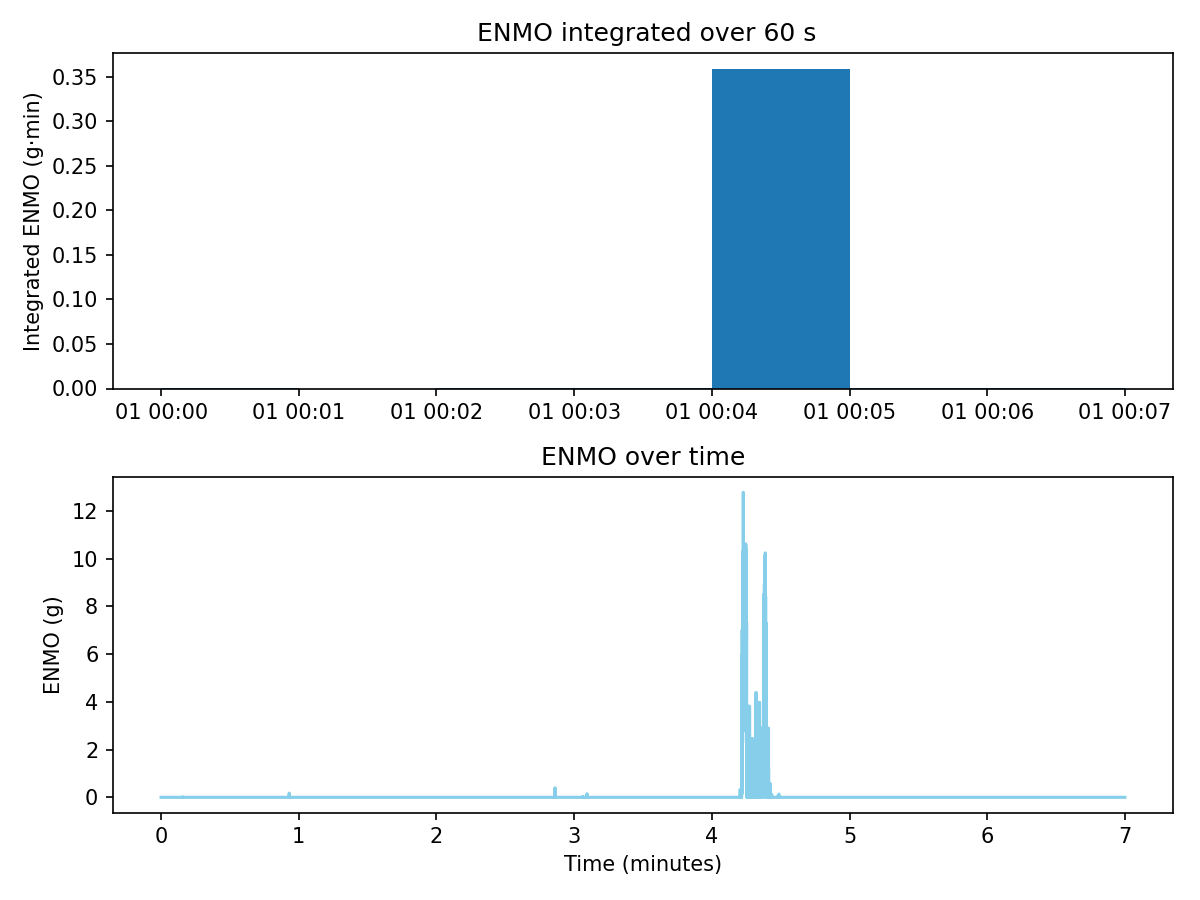 ENMO integrated over 60 s
Integrated ENMO (g·min)
0.35
0.30
0.25
0.20
0.15
0.10
0.05
0.00
01 00:00 01 00:01 01 00:02 01 00:03 01 00:04 01 00:05 01 00:06 01 00:07
ENMO over time
ENMO (g)
12
10
8
6
4
2
0
0 1 2 3 4 5 6 7
Time (minutes)